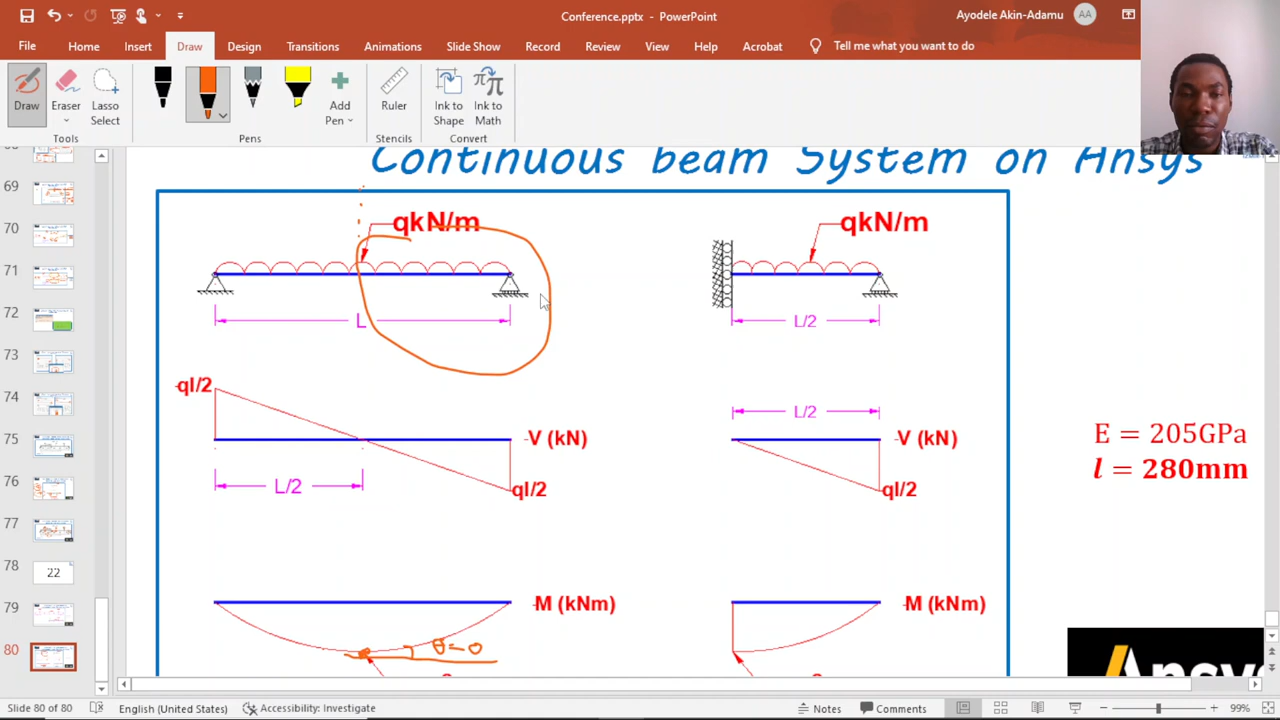 Conference.pptx - PowerPoint
Ayodele Akin-Adamu AA
File Home Insert Draw Design Transitions Animations Slide Show Record Review View Help Acrobat Tell me what you want to do
Draw Eraser Lasso Select Add Pen Ruler Ink to Shape Ink to Math
Tools Pens Stencils Convert
Continuous beam System on Ansys
69
70
71
72
73
74
75
76
77
78
22
79
80
qkN/m qkN/m
L L/2
ql/2
L/2
V (kN) V (kN)
L/2
ql/2 ql/2
E = 205GPa
l = 280mm
M (kNm) M (kNm)
θ=0
Ansys
Slide 80 of 80 English (United States) Accessibility: Investigate Notes Comments 99%